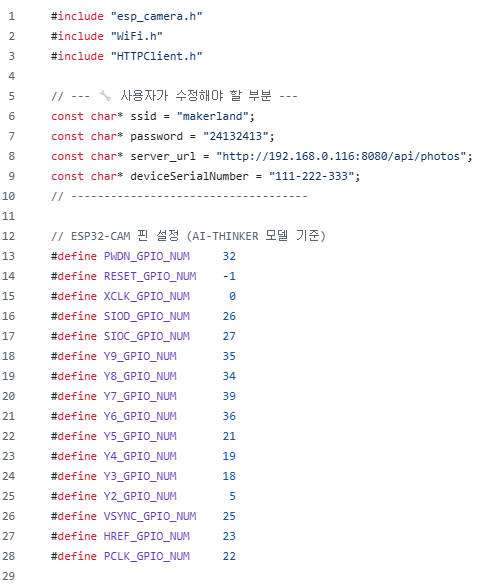 1 #include "esp_camera.h"
2 #include "WiFi.h"
3 #include "HTTPClient.h"
4
5 // --- 🔧 사용자가 수정해야 할 부분 ---
6 const char* ssid = "makerland";
7 const char* password = "24132413";
8 const char* server_url = "http://192.168.0.116:8080/api/photos";
9 const char* deviceSerialNumber = "111-222-333";
10 // ------------------------------------
11
12 // ESP32-CAM 핀 설정 (AI-THINKER 모델 기준)
13 #define PWDN_GPIO_NUM     32
14 #define RESET_GPIO_NUM    -1
15 #define XCLK_GPIO_NUM      0
16 #define SIOD_GPIO_NUM     26
17 #define SIOC_GPIO_NUM     27
18 #define Y9_GPIO_NUM       35
19 #define Y8_GPIO_NUM       34
20 #define Y7_GPIO_NUM       39
21 #define Y6_GPIO_NUM       36
22 #define Y5_GPIO_NUM       21
23 #define Y4_GPIO_NUM       19
24 #define Y3_GPIO_NUM       18
25 #define Y2_GPIO_NUM        5
26 #define VSYNC_GPIO_NUM    25
27 #define HREF_GPIO_NUM     23
28 #define PCLK_GPIO_NUM     22
29